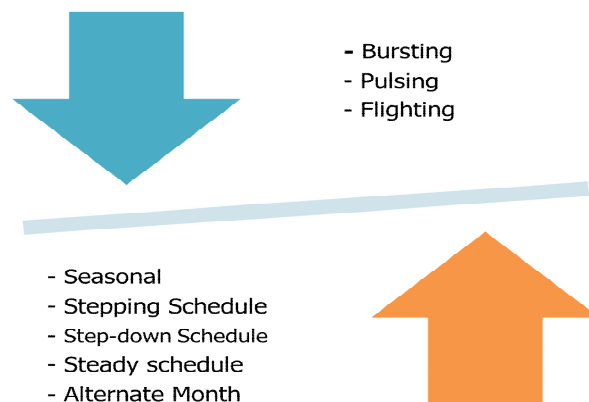 - Bursting
- Pulsing
- Flighting
- Seasonal
- Stepping Schedule
- Step-down Schedule
- Steady schedule
- Alternate Month